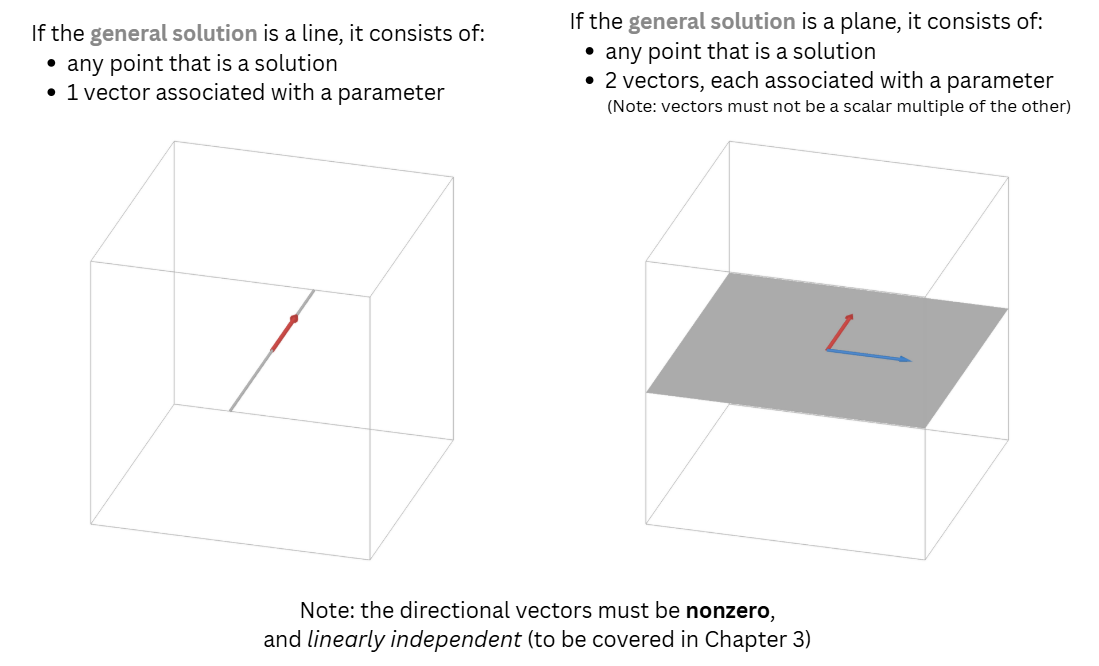 If the general solution is a line, it consists of:
• any point that is a solution
• 1 vector associated with a parameter
If the general solution is a plane, it consists of:
• any point that is a solution
• 2 vectors, each associated with a parameter
(Note: vectors must not be a scalar multiple of the other)
Note: the directional vectors must be nonzero,
and linearly independent (to be covered in Chapter 3)